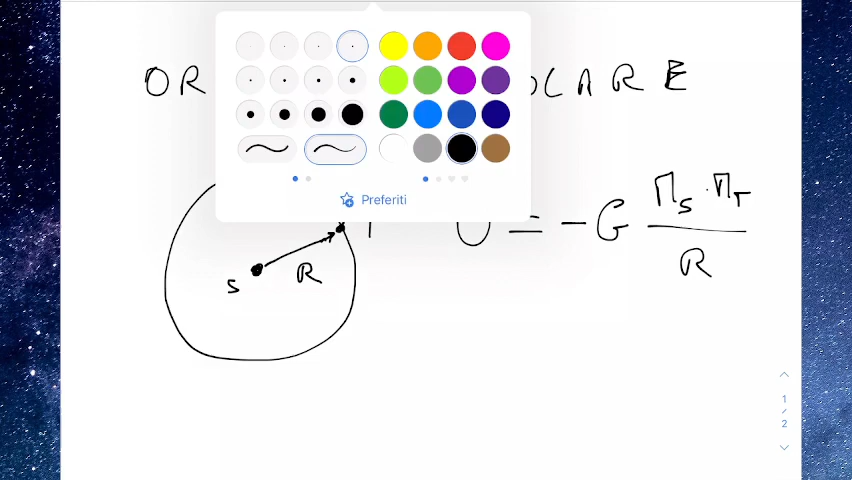 OR OLARE
Preferiti
U = - G Ms · MT / R
S R
1
/
2